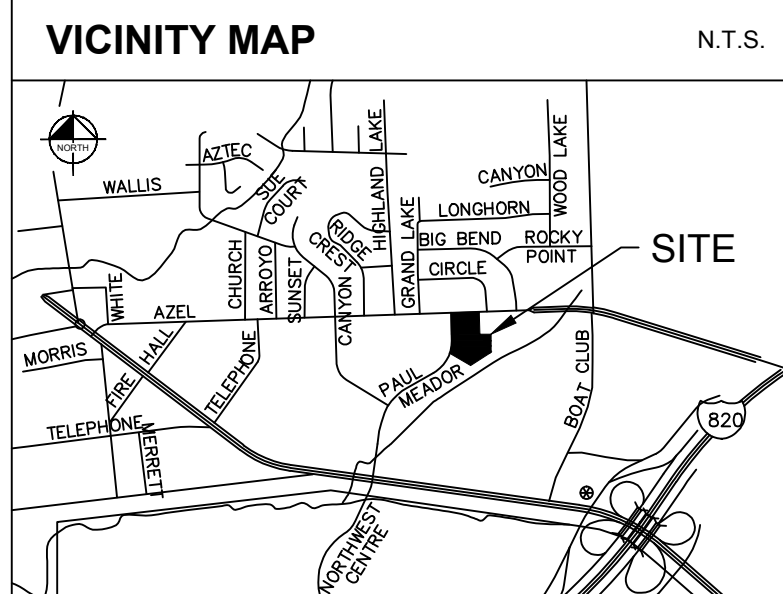 VICINITY MAP
N.T.S.
NORTH
AZTEC
WALLIS
SUE
COURT
HIGHLAND LAKE
CANYON
WOOD LAKE
LONGHORN
RIDGE
CREST
GRAND LAKE
BIG BEND
ROCKY
POINT
CIRCLE
SITE
WHITE
CHURCH
ARROYO
SUNSET
CANYON
AZEL
MORRIS
FIRE HALL
TELEPHONE
PAUL
MEADOR
BOAT CLUB
820
TELEPHONE
MERRETT
NORTHWEST
CENTRE